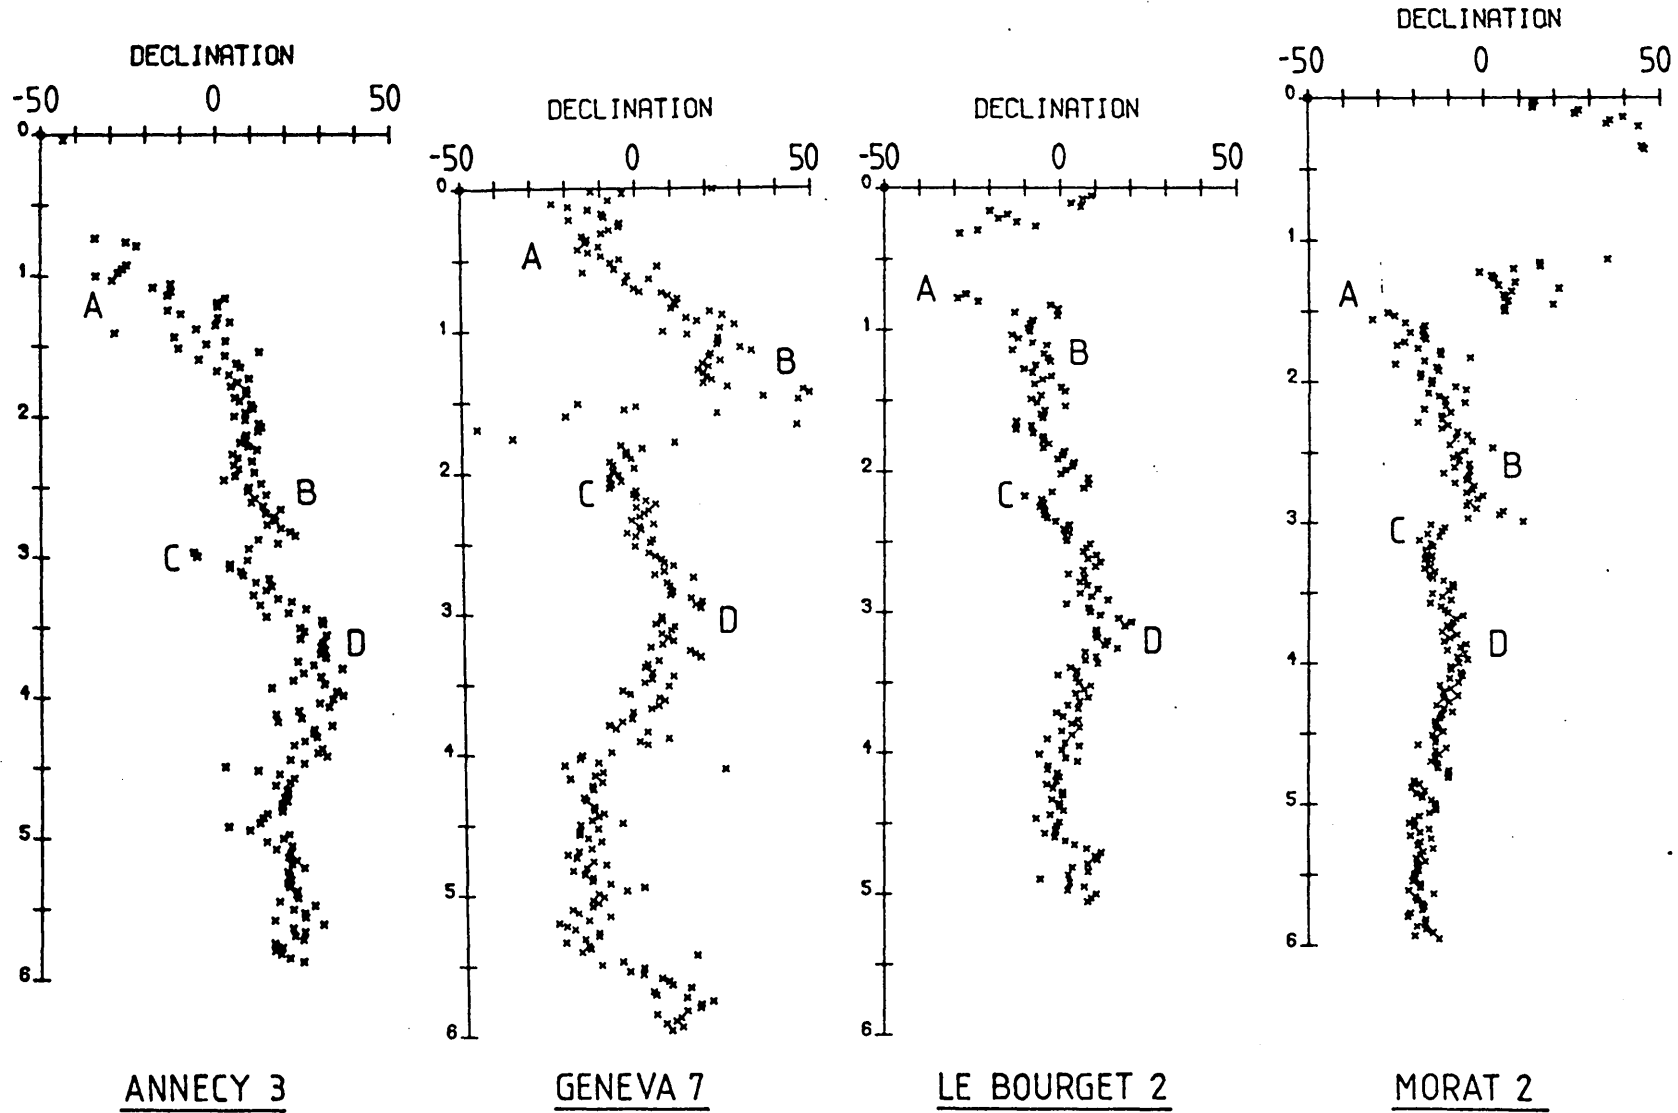 DECLINATION
-50 0 50
0
1
2
3
4
5
6
A
B
C
D
ANNECY 3
DECLINATION
-50 0 50
0
1
2
3
4
5
6
A
B
C
D
GENEVA 7
DECLINATION
-50 0 50
0
1
2
3
4
5
6
A
B
C
D
LE BOURGET 2
DECLINATION
-50 0 50
0
1
2
3
4
5
6
A
B
C
D
MORAT 2